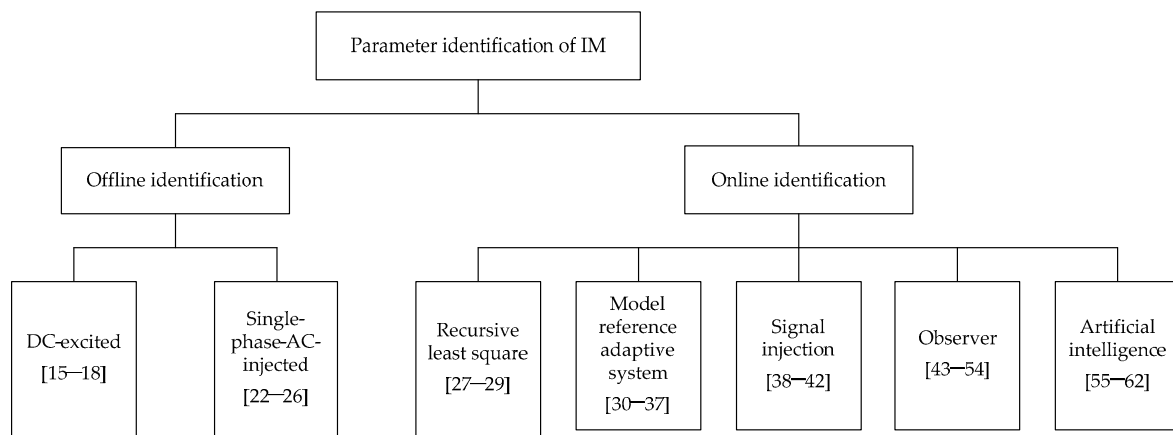 Parameter identification of IM
Offline identification
Online identification
DC-excited
[15—18]
Single-
phase-AC-
injected
[22—26]
Recursive
least square
[27—29]
Model
reference
adaptive
system
[30—37]
Signal
injection
[38—42]
Observer
[43—54]
Artificial
intelligence
[55—62]